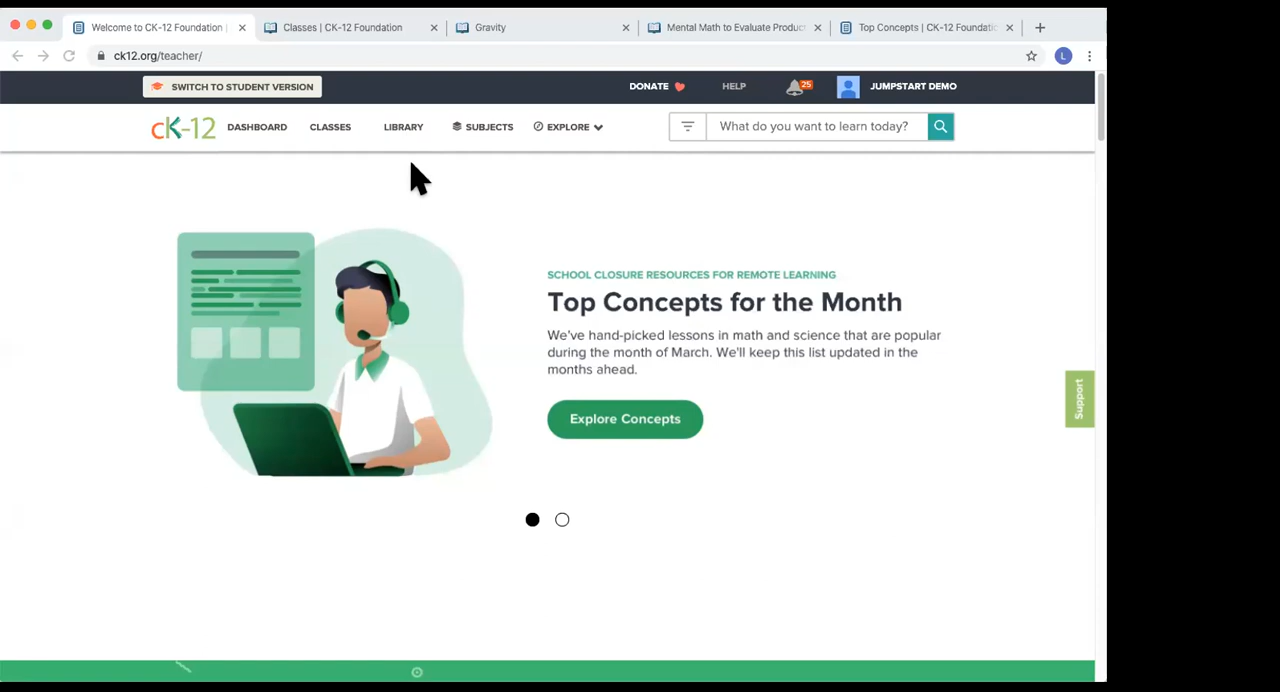 Welcome to CK-12 Foundation |
Classes | CK-12 Foundation
Gravity
Mental Math to Evaluate Produc
Top Concepts | CK-12 Foundatio
ck12.org/teacher/
L
SWITCH TO STUDENT VERSION
DONATE
HELP
25
JUMPSTART DEMO
cK-12
DASHBOARD
CLASSES
LIBRARY
SUBJECTS
EXPLORE
What do you want to learn today?
SCHOOL CLOSURE RESOURCES FOR REMOTE LEARNING
Top Concepts for the Month
We've hand-picked lessons in math and science that are popular
during the month of March. We'll keep this list updated in the
months ahead.
Explore Concepts
Support